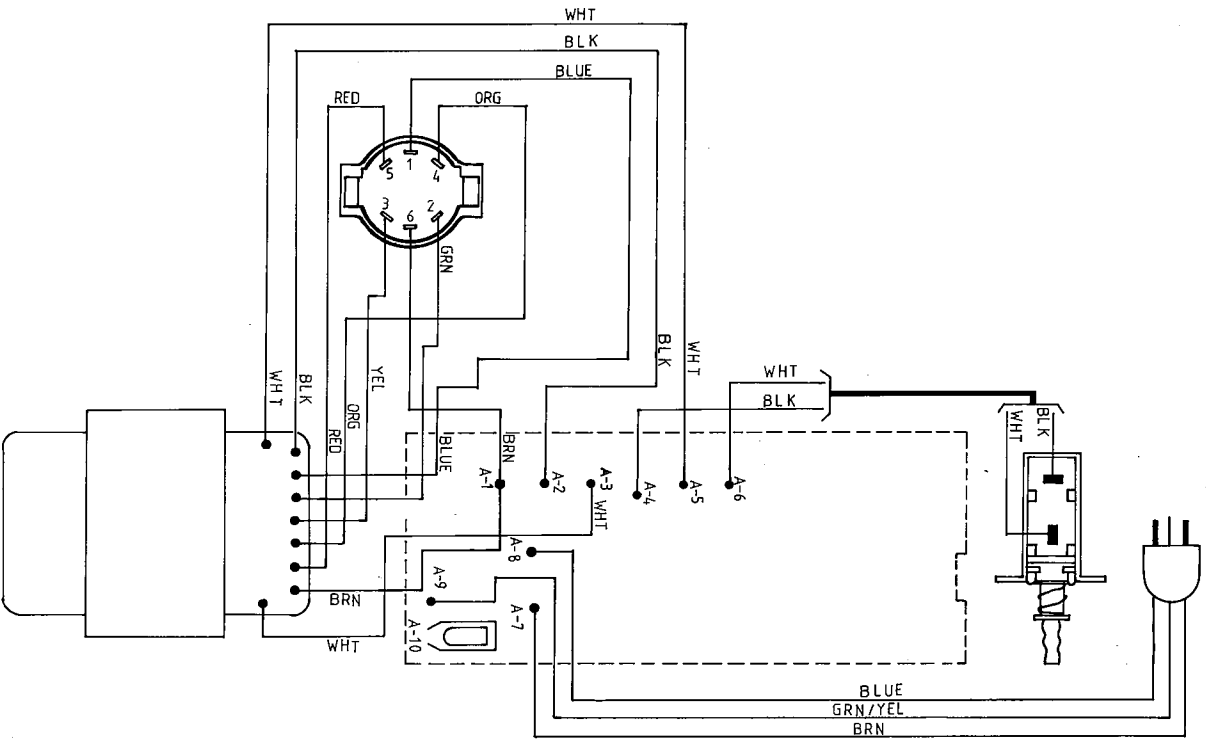 WHT
BLK
BLUE
RED
ORG
5
1
4
3
6
2
GRN
WHT
BLK
YEL
ORG
RED
BLUE
BRN
BLK
WHT
WHT
BLK
WHT
BLK
A-1
A-2
A-3
A-4
A-5
A-6
WHT
A-8
A-9
A-7
A-10
BRN
WHT
BLUE
GRN/YEL
BRN